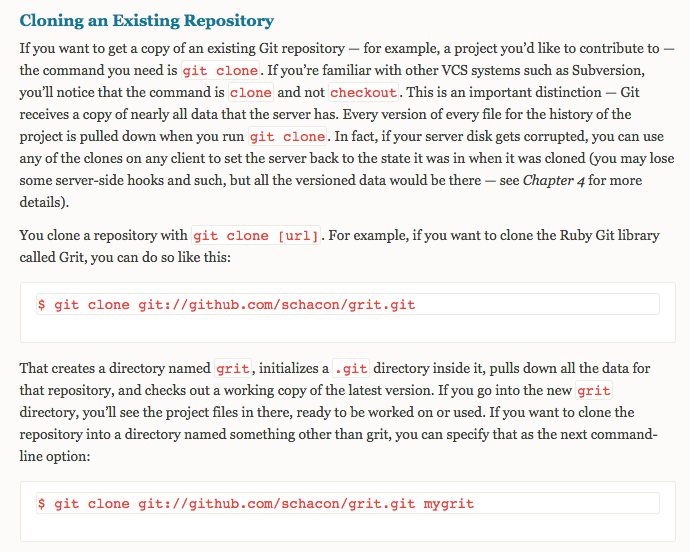 Cloning an Existing Repository
If you want to get a copy of an existing Git repository — for example, a project you’d like to contribute to —
the command you need is git clone. If you’re familiar with other VCS systems such as Subversion,
you’ll notice that the command is clone and not checkout. This is an important distinction — Git
receives a copy of nearly all data that the server has. Every version of every file for the history of the
project is pulled down when you run git clone. In fact, if your server disk gets corrupted, you can use
any of the clones on any client to set the server back to the state it was in when it was cloned (you may lose
some server-side hooks and such, but all the versioned data would be there — see Chapter 4 for more
details).
You clone a repository with git clone [url]. For example, if you want to clone the Ruby Git library
called Grit, you can do so like this:
$ git clone git://github.com/schacon/grit.git
That creates a directory named grit, initializes a .git directory inside it, pulls down all the data for
that repository, and checks out a working copy of the latest version. If you go into the new grit
directory, you’ll see the project files in there, ready to be worked on or used. If you want to clone the
repository into a directory named something other than grit, you can specify that as the next command-
line option:
$ git clone git://github.com/schacon/grit.git mygrit